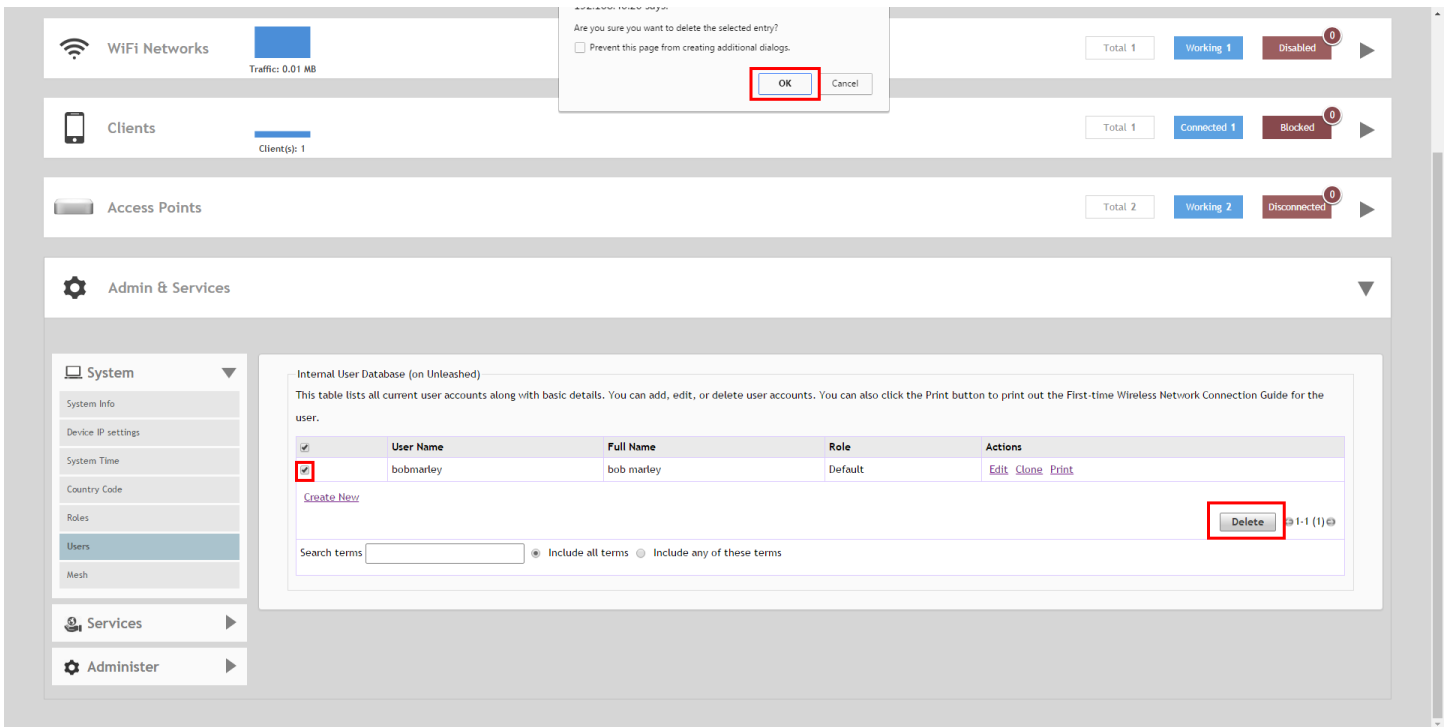 Are you sure you want to delete the selected entry?
Prevent this page from creating additional dialogs.
OK Cancel
WiFi Networks
Traffic: 0.01 MB
Total 1 Working 1 Disabled 0
Clients
Client(s): 1
Total 1 Connected 1 Blocked 0
Access Points
Total 2 Working 2 Disconnected 0
Admin & Services
System
System Info
Device IP settings
System Time
Country Code
Roles
Users
Mesh
Services
Administer
Internal User Database (on Unleashed)
This table lists all current user accounts along with basic details. You can add, edit, or delete user accounts. You can also click the Print button to print out the First-time Wireless Network Connection Guide for the
user.
User Name Full Name Role Actions
bobmarley bob marley Default Edit Clone Print
Create New
Delete 1-1 (1)
Search terms Include all terms Include any of these terms